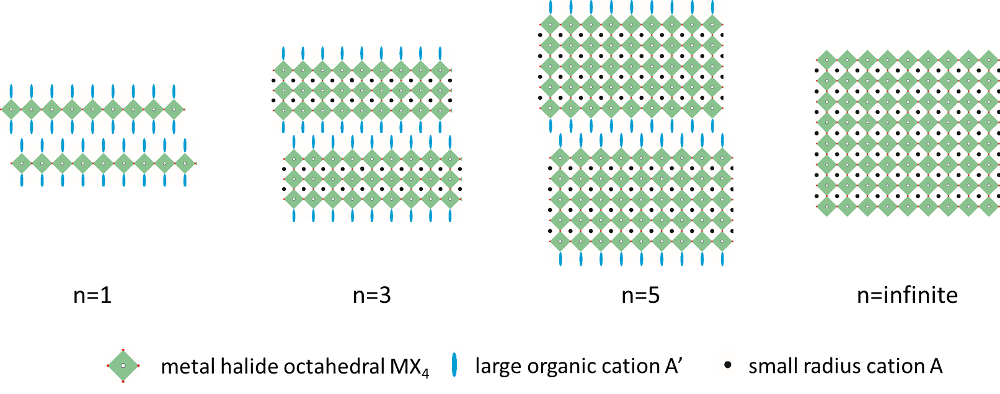 n=1
n=3
n=5
n=infinite
metal halide octahedral MX₄
large organic cation A’
small radius cation A